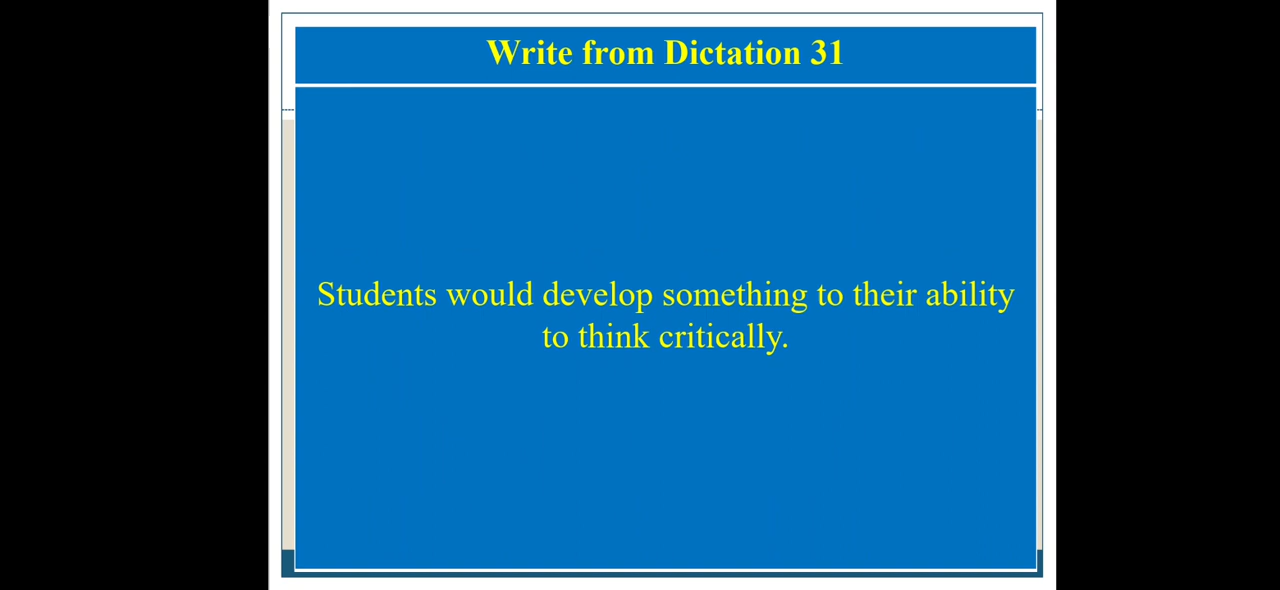 Write from Dictation 31
Students would develop something to their ability
to think critically.